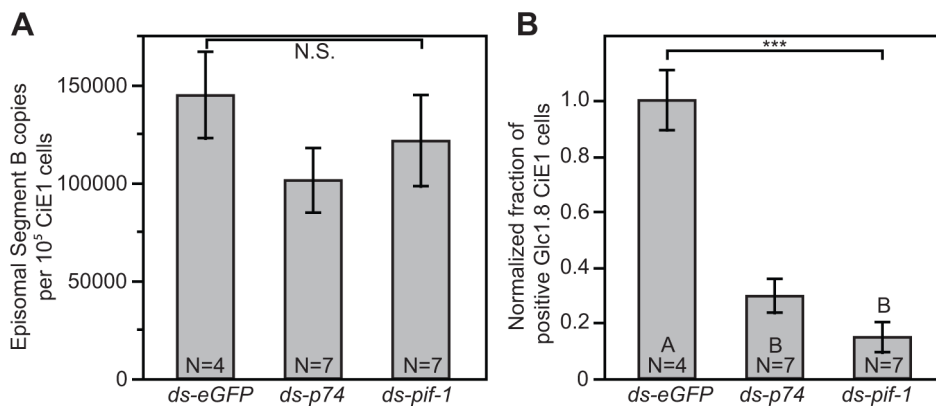 A
Episomal Segment B copies
per 10⁵ CiE1 cells
150000
100000
50000
0
N.S.
N=4
N=7
N=7
ds-eGFP
ds-p74
ds-pif-1
B
Normalized fraction of
positive Glc1.8 CiE1 cells
1.0
0.8
0.6
0.4
0.2
0
***
A
B
B
N=4
N=7
N=7
ds-eGFP
ds-p74
ds-pif-1